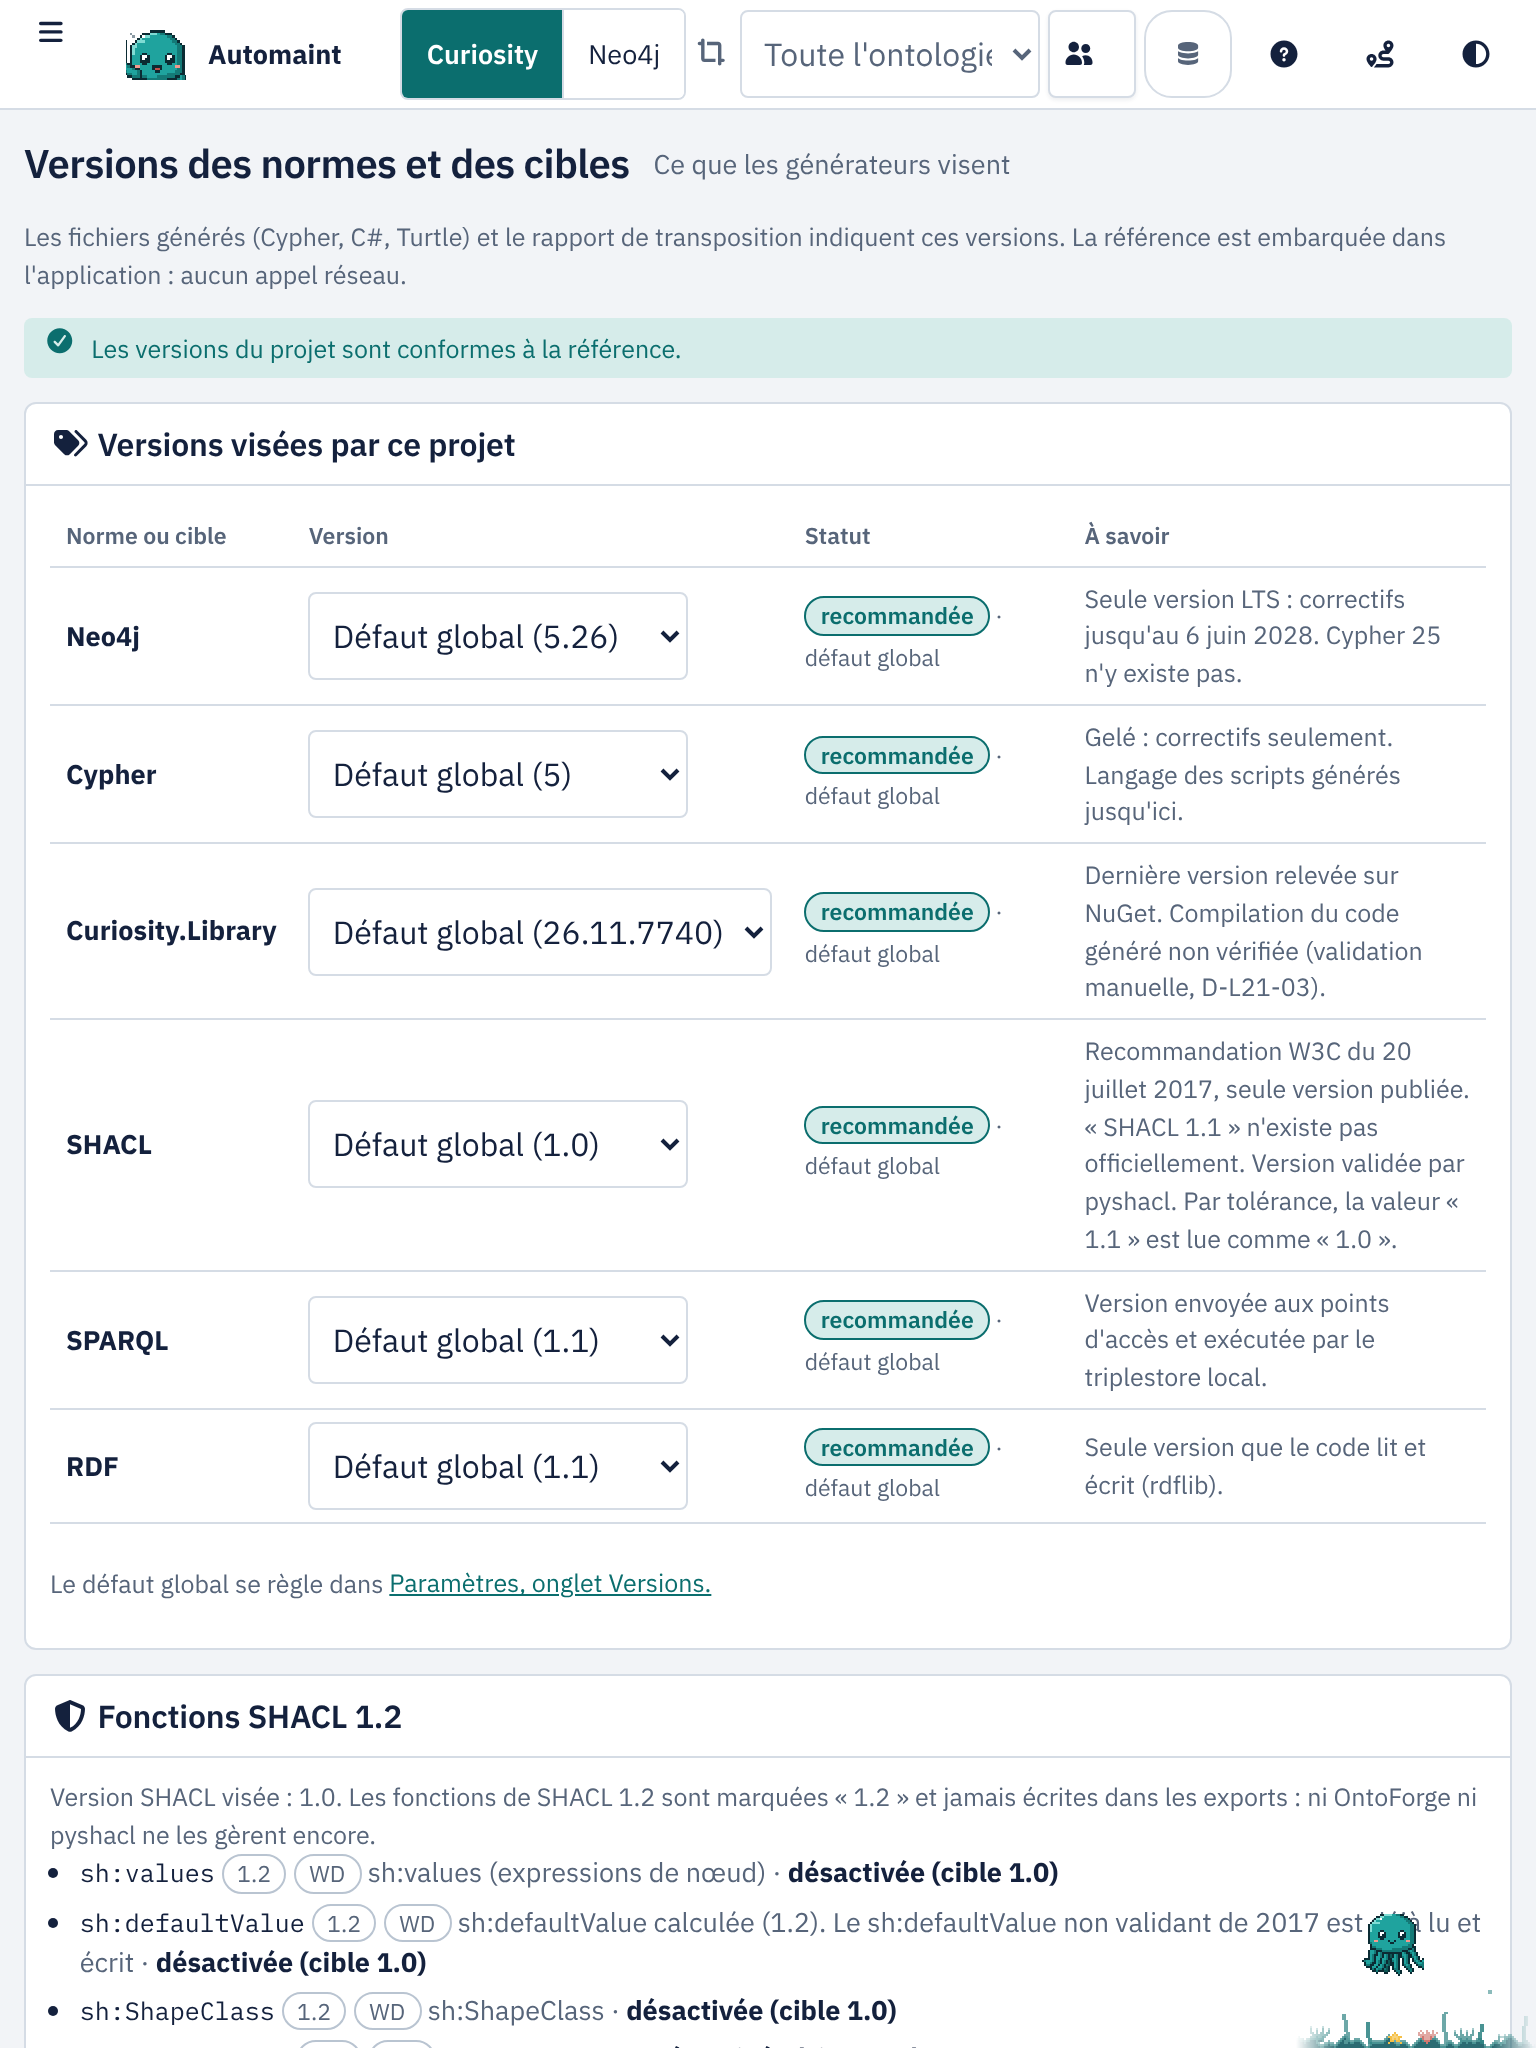 Automaint
Curiosity
Neo4j
Toute l'ontologie
Versions des normes et des cibles
Ce que les générateurs visent
Les fichiers générés (Cypher, C#, Turtle) et le rapport de transposition indiquent ces versions. La référence est embarquée dans
l'application : aucun appel réseau.
Les versions du projet sont conformes à la référence.
Versions visées par ce projet
Norme ou cible
Version
Statut
À savoir
Neo4j
Défaut global (5.26)
recommandée ·
défaut global
Seule version LTS : correctifs
jusqu'au 6 juin 2028. Cypher 25
n'y existe pas.
Cypher
Défaut global (5)
recommandée ·
défaut global
Gelé : correctifs seulement.
Langage des scripts générés
jusqu'ici.
Curiosity.Library
Défaut global (26.11.7740)
recommandée ·
défaut global
Dernière version relevée sur
NuGet. Compilation du code
généré non vérifiée (validation
manuelle, D-L21-03).
SHACL
Défaut global (1.0)
recommandée ·
défaut global
Recommandation W3C du 20
juillet 2017, seule version publiée.
« SHACL 1.1 » n'existe pas
officiellement. Version validée par
pyshacl. Par tolérance, la valeur «
1.1 » est lue comme « 1.0 ».
SPARQL
Défaut global (1.1)
recommandée ·
défaut global
Version envoyée aux points
d'accès et exécutée par le
triplestore local.
RDF
Défaut global (1.1)
recommandée ·
défaut global
Seule version que le code lit et
écrit (rdflib).
Le défaut global se règle dans Paramètres, onglet Versions.
Fonctions SHACL 1.2
Version SHACL visée : 1.0. Les fonctions de SHACL 1.2 sont marquées « 1.2 » et jamais écrites dans les exports : ni OntoForge ni
pyshacl ne les gèrent encore.
sh:values 1.2 WD sh:values (expressions de nœud) · désactivée (cible 1.0)
sh:defaultValue 1.2 WD sh:defaultValue calculée (1.2). Le sh:defaultValue non validant de 2017 est lu et
écrit · désactivée (cible 1.0)
sh:ShapeClass 1.2 WD sh:ShapeClass · désactivée (cible 1.0)